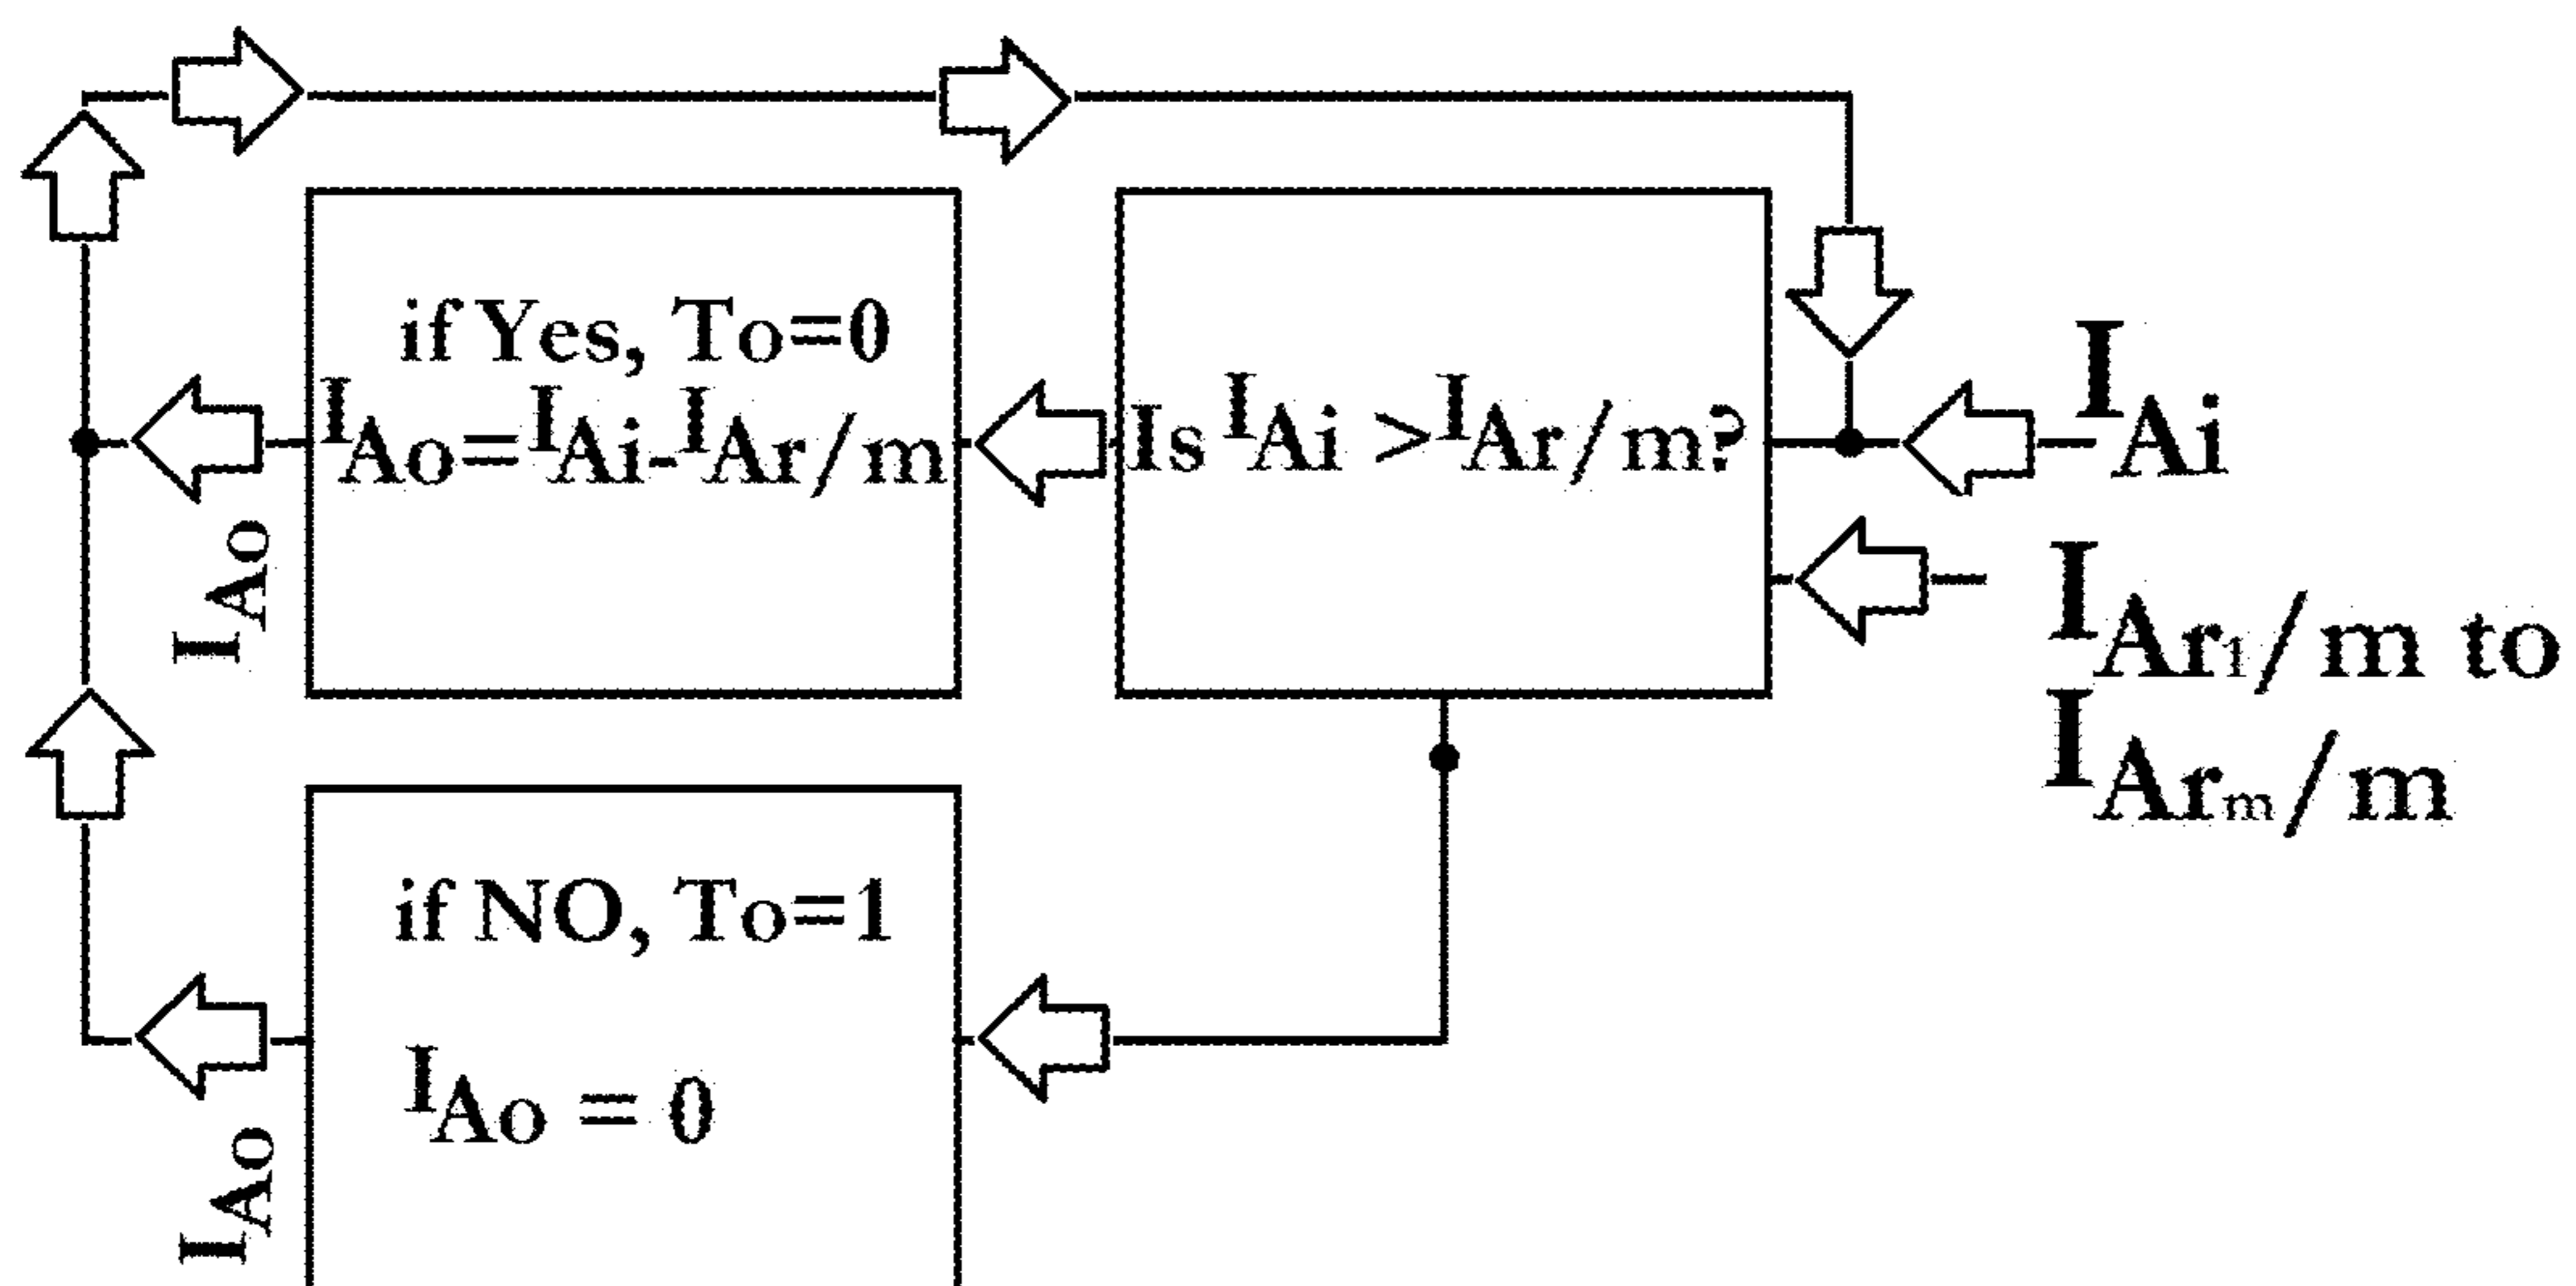 if Yes, To=0
IAo=IAi-IAr/m
Is IAi >IAr/m?
IAi
IAr1/m to
IArm/m
IAo
if NO, To=1
IAo = 0
IAo